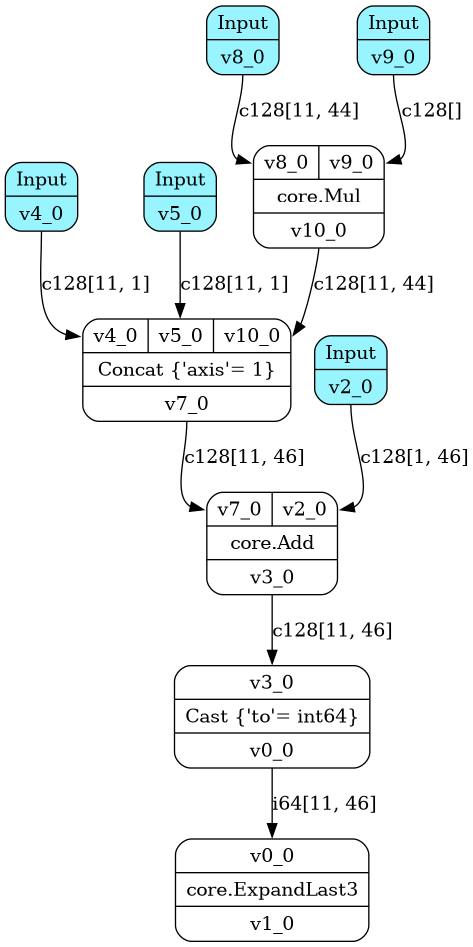 Input
v8_0
Input
v9_0
c128[11, 44]
c128[]
v8_0 v9_0
core.Mul
v10_0
Input
v4_0
Input
v5_0
c128[11, 1]
c128[11, 1]
c128[11, 44]
v4_0 v5_0 v10_0
Concat {'axis'= 1}
v7_0
Input
v2_0
c128[11, 46]
c128[1, 46]
v7_0 v2_0
core.Add
v3_0
c128[11, 46]
v3_0
Cast {'to'= int64}
v0_0
i64[11, 46]
v0_0
core.ExpandLast3
v1_0